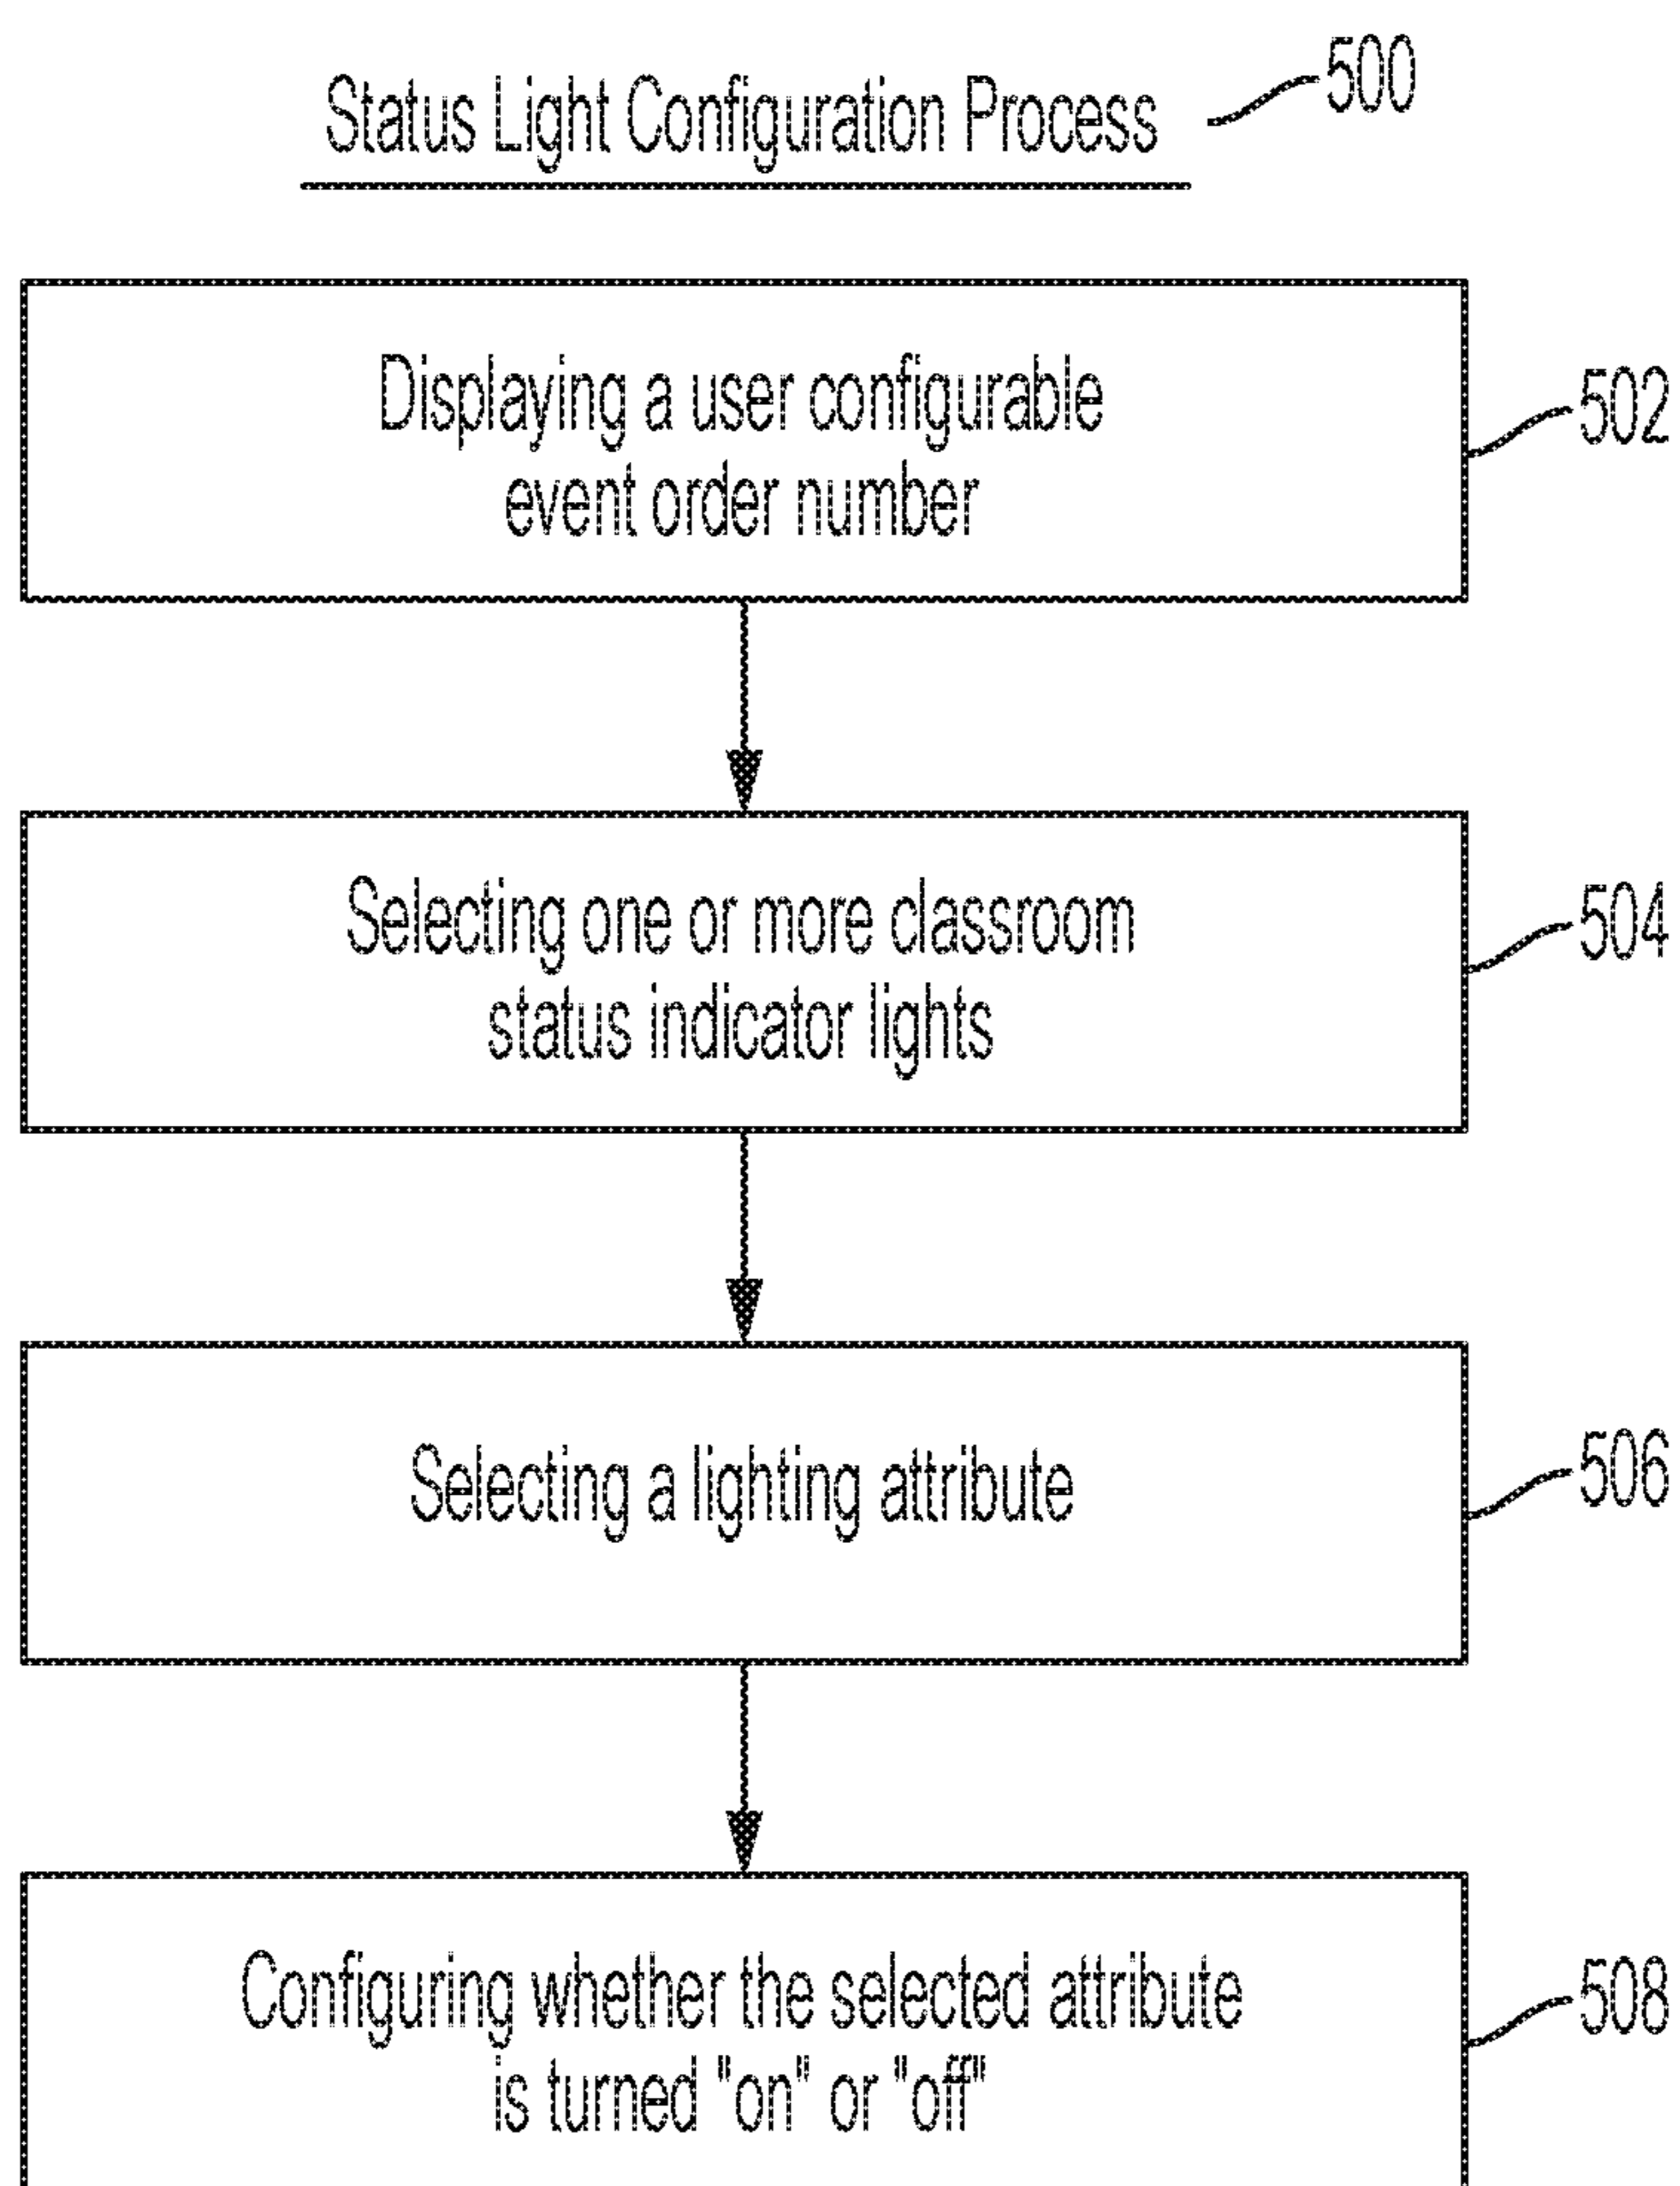 Status Light Configuration Process
500
Displaying a user configurable
event order number
502
Selecting one or more classroom
status indicator lights
504
Selecting a lighting attribute
506
Configuring whether the selected attribute
is turned "on" or "off"
508